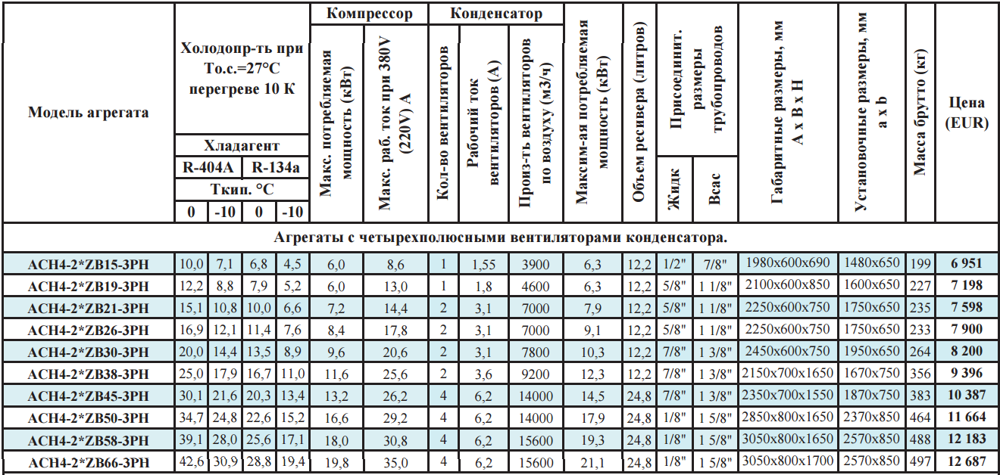 Модель агрегата
Холодопр-ть при
То.с.=27°С
перегреве 10 К
Хладагент
R-404A R-134a
Ткип. °С
0 -10 0 -10
Компрессор
Макс. потребляемая
мощность (кВт)
Макс. раб. ток при 380V
(220V) А
Конденсатор
Кол-во вентиляторов
Рабочий ток
вентиляторов (А)
Произ-ть вентиляторов
по воздуху (м3/ч)
Максим-ая потребляемая
мощность (кВт)
Объем ресивера (литров)
Присоединит.
размеры
трубопроводов
Жидк
Всас
Габаритные размеры, мм
А х В х Н
Установочные размеры, мм
a x b
Масса брутто (кг)
Цена
(EUR)
Агрегаты с четырехполюсными вентиляторами конденсатора.
ACH4-2*ZB15-3PH 10,0 7,1 6,8 4,5 6,0 8,6 1 1,55 3900 6,3 12,2 1/2" 7/8" 1980x600x690 1480x650 199 6 951
ACH4-2*ZB19-3PH 12,2 8,8 7,9 5,2 6,0 13,0 1 1,8 4600 6,3 12,2 5/8" 1 1/8" 2100x600x850 1600x650 227 7 198
ACH4-2*ZB21-3PH 15,1 10,8 10,0 6,6 7,2 14,4 2 3,1 7000 7,9 12,2 5/8" 1 1/8" 2250x600x750 1750x650 235 7 598
ACH4-2*ZB26-3PH 16,9 12,1 11,4 7,6 8,4 17,8 2 3,1 7000 9,1 12,2 5/8" 1 1/8" 2250x600x750 1750x650 233 7 900
ACH4-2*ZB30-3PH 20,0 14,4 13,5 8,9 9,6 20,6 2 3,1 7800 10,3 12,2 7/8" 1 3/8" 2450x600x750 1950x650 264 8 200
ACH4-2*ZB38-3PH 25,0 17,9 16,7 11,0 11,6 25,6 2 3,6 9200 12,3 12,2 7/8" 1 3/8" 2150x700x1650 1670x750 356 9 396
ACH4-2*ZB45-3PH 30,1 21,6 20,3 13,4 13,2 26,2 4 6,2 14000 14,5 24,8 7/8" 1 3/8" 2350x700x1550 1870x750 383 10 387
ACH4-2*ZB50-3PH 34,7 24,8 22,6 15,2 16,6 29,2 4 6,2 14000 17,9 24,8 1/8" 1 5/8" 2850x800x1650 2370x850 464 11 664
ACH4-2*ZB58-3PH 39,1 28,0 25,6 17,1 18,0 30,8 4 6,2 15600 19,3 24,8 1/8" 1 5/8" 3050x800x1650 2570x850 488 12 183
ACH4-2*ZB66-3PH 42,6 30,9 28,8 19,4 19,8 35,0 4 6,2 15600 21,1 24,8 1/8" 1 5/8" 3050x800x1700 2570x850 497 12 687